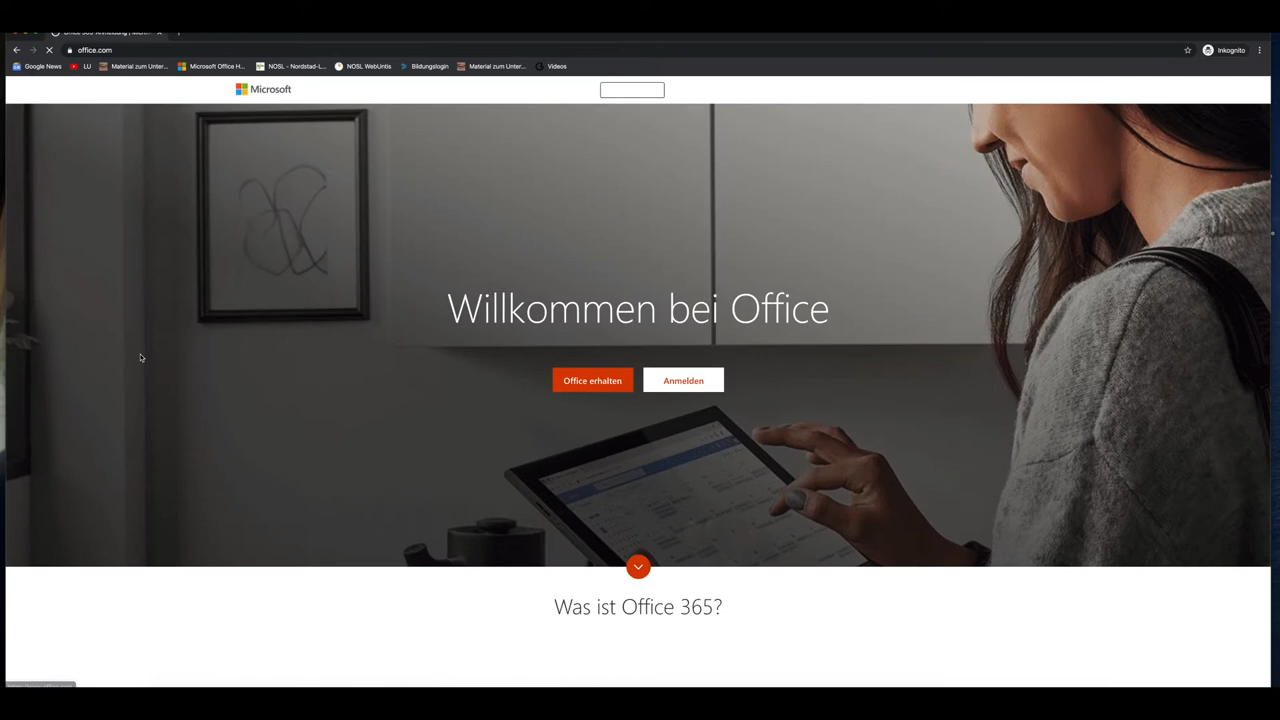 office.com
Inkognito
Google News
LU
Material zum Unter...
Microsoft Office H...
NOSL - Nordstad-L...
NOSL WebUntis
Bildungslogin
Material zum Unter...
Videos
Microsoft
Willkommen bei Office
Office erhalten
Anmelden
Was ist Office 365?